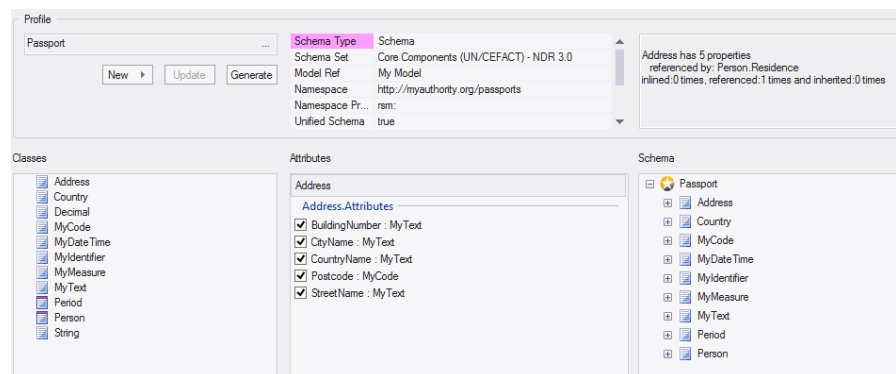 Profile
Passport ...
New Update Generate
Schema Type Schema
Schema Set Core Components (UN/CEFACT) - NDR 3.0
Model Ref My Model
Namespace http://myauthority.org/passports
Namespace Pr... rsm:
Unified Schema true
Address has 5 properties
referenced by: Person.Residence
inlined:0 times, referenced:1 times and inherited:0 times
Classes
Address
Country
Decimal
MyCode
MyDateTime
MyIdentifier
MyMeasure
MyText
Period
Person
String
Attributes
Address
Address.Attributes
BuildingNumber : MyText
CityName : MyText
CountryName : MyText
Postcode : MyCode
StreetName : MyText
Schema
Passport
Address
Country
MyCode
MyDateTime
MyIdentifier
MyMeasure
MyText
Period
Person